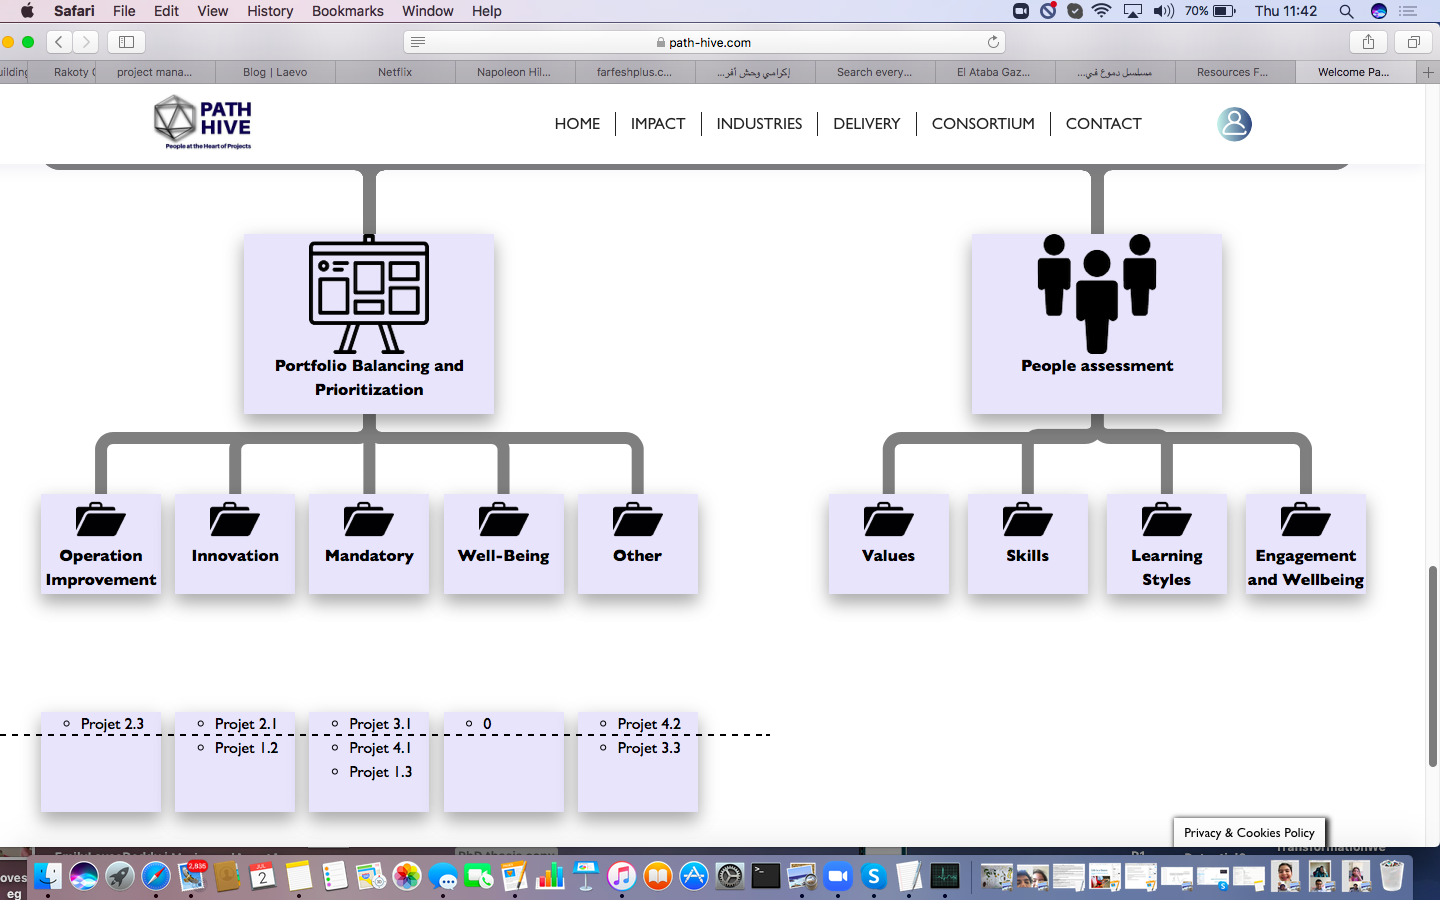 Safari File Edit View History Bookmarks Window Help 70% Thu 11:42
path-hive.com
Rakoty project mana... Blog | Laevo Netflix Napoleon Hil... farfeshplus.c... إكرامي وحش أفر... Search every... El Ataba Gaz... مسلسل دموع في... Resources F... Welcome Pa...
PATH
HIVE
People at the Heart of Projects
HOME IMPACT INDUSTRIES DELIVERY CONSORTIUM CONTACT
Portfolio Balancing and
Prioritization
People assessment
Operation
Improvement
Innovation
Mandatory
Well-Being
Other
Values
Skills
Learning
Styles
Engagement
and Wellbeing
Projet 2.3
Projet 2.1
Projet 1.2
Projet 3.1
Projet 4.1
Projet 1.3
0
Projet 4.2
Projet 3.3
Privacy & Cookies Policy
2,835
JUL
2
oves
eg